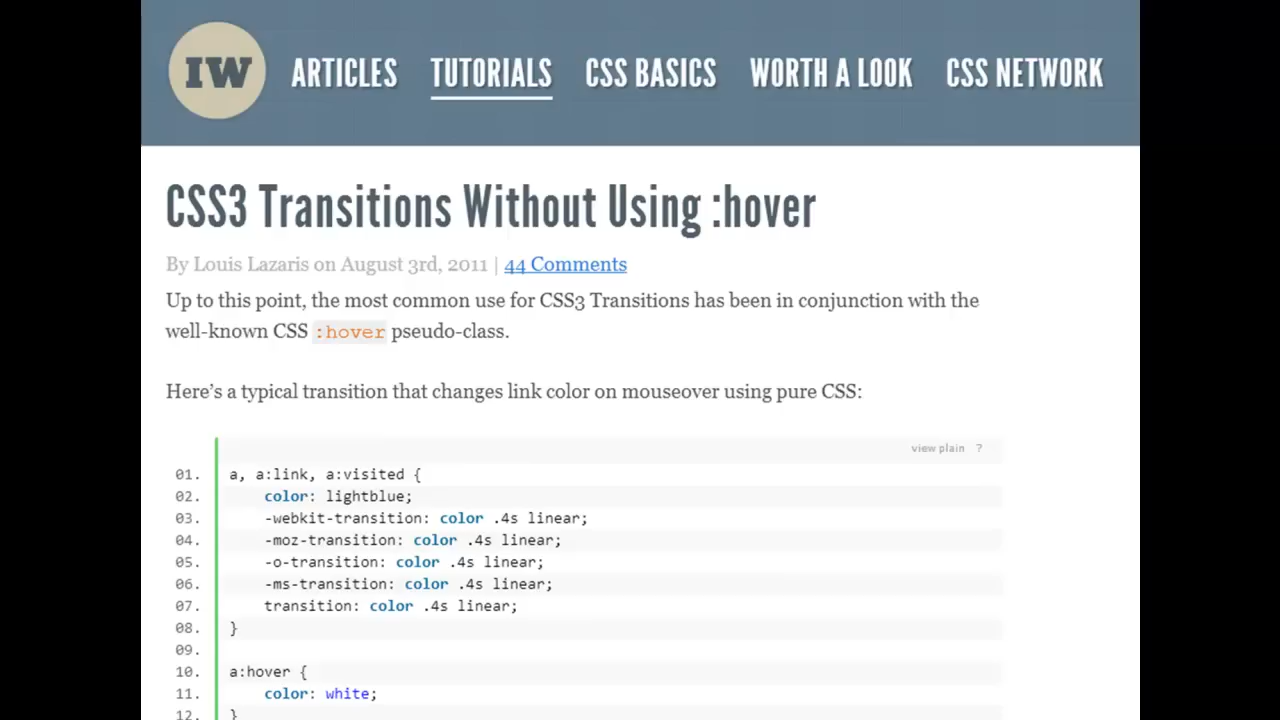 IW ARTICLES TUTORIALS CSS BASICS WORTH A LOOK CSS NETWORK
CSS3 Transitions Without Using :hover
By Louis Lazaris on August 3rd, 2011 | 44 Comments
Up to this point, the most common use for CSS3 Transitions has been in conjunction with the
well-known CSS :hover pseudo-class.
Here’s a typical transition that changes link color on mouseover using pure CSS:
view plain ?
01. a, a:link, a:visited {
02. color: lightblue;
03. -webkit-transition: color .4s linear;
04. -moz-transition: color .4s linear;
05. -o-transition: color .4s linear;
06. -ms-transition: color .4s linear;
07. transition: color .4s linear;
08. }
09.
10. a:hover {
11. color: white;
12. }